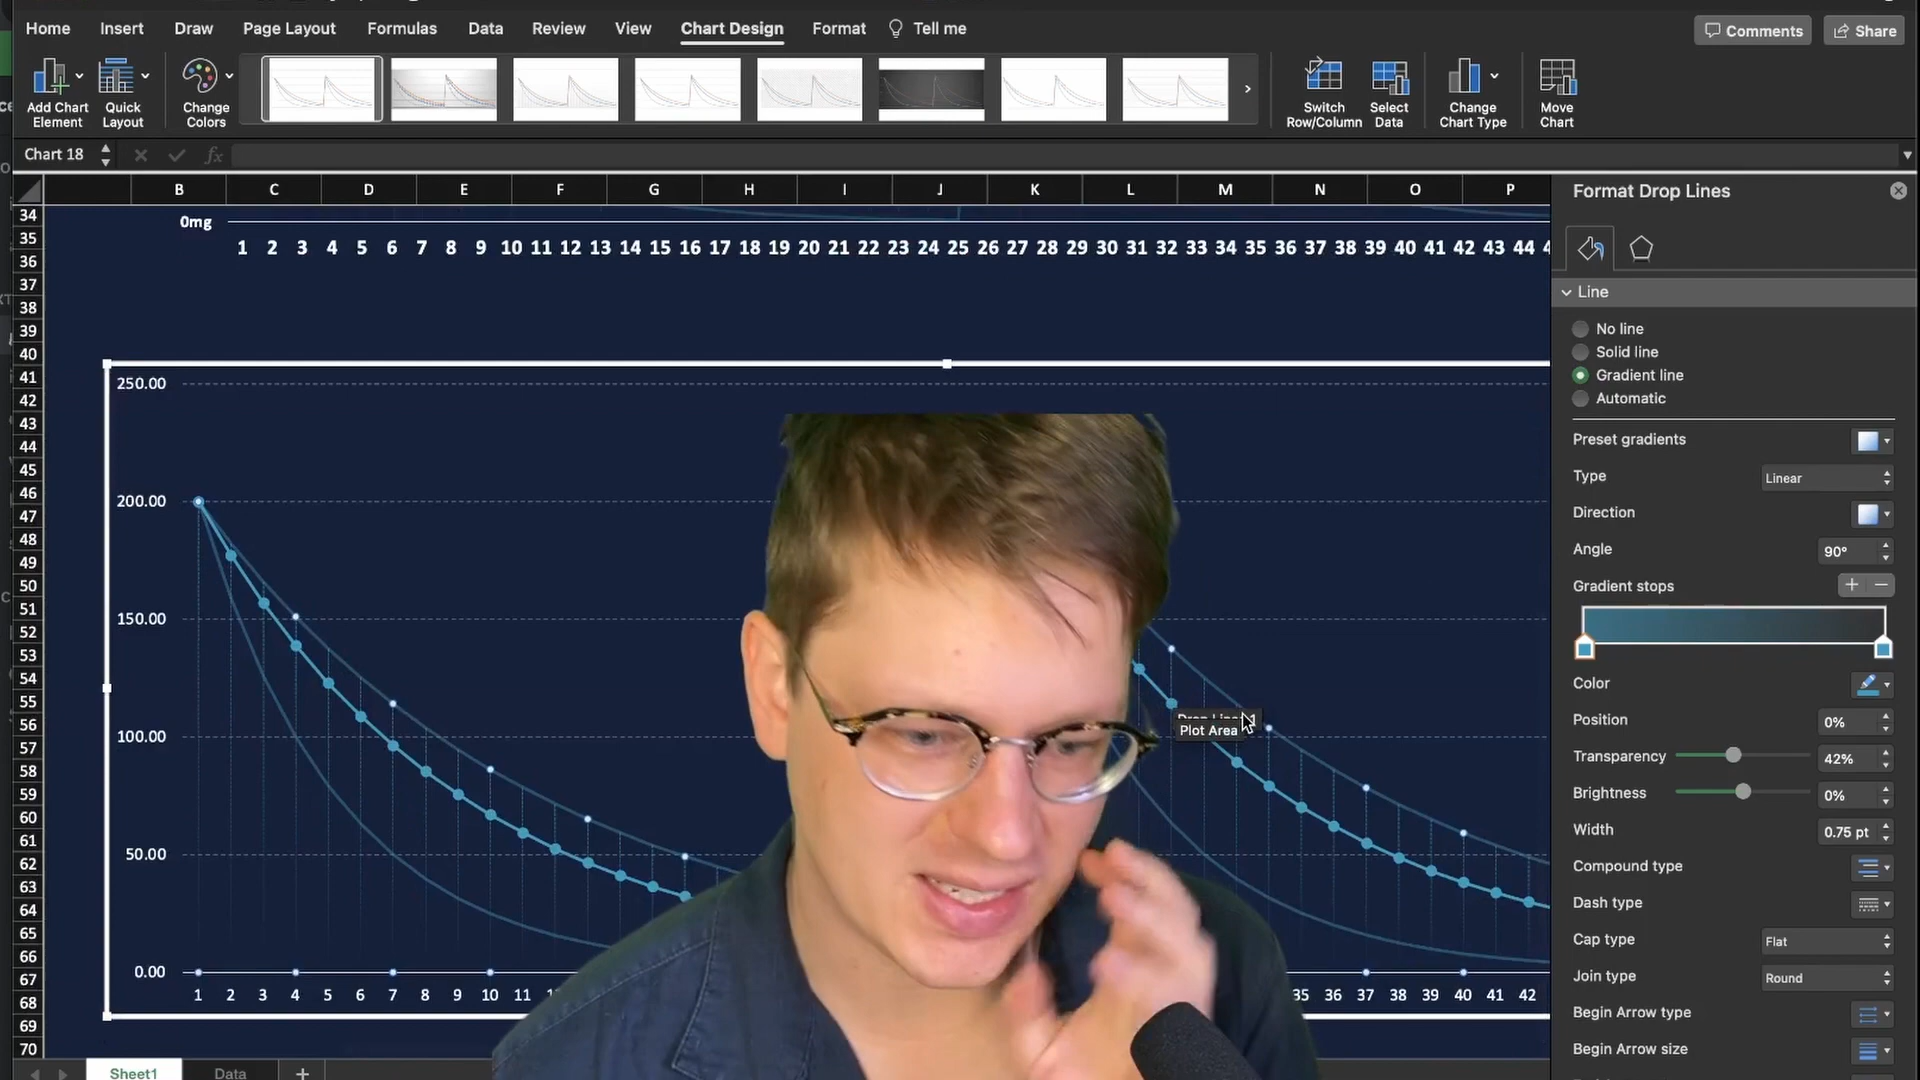 Home Insert Draw Page Layout Formulas Data Review View Chart Design Format Tell me Comments Share
Add Chart Element
Quick Layout
Change Colors
Switch Row/Column
Select Data
Change Chart Type
Move Chart
Chart 18
fx
B C D E F G H I J K L M N O P
Format Drop Lines
34
35
36
37
38
39
40
41
42
43
44
45
46
47
48
49
50
51
52
53
54
55
56
57
58
59
60
61
62
63
64
65
66
67
68
69
70
0mg
1 2 3 4 5 6 7 8 9 10 11 12 13 14 15 16 17 18 19 20 21 22 23 24 25 26 27 28 29 30 31 32 33 34 35 36 37 38 39 40 41 42 43 44
250.00
200.00
150.00
100.00
50.00
0.00
1 2 3 4 5 6 7 8 9 10 11
35 36 37 38 39 40 41 42
Plot Area
Line
No line
Solid line
Gradient line
Automatic
Preset gradients
Type Linear
Direction
Angle 90°
Gradient stops
Color
Position 0%
Transparency 42%
Brightness 0%
Width 0.75 pt
Compound type
Dash type
Cap type Flat
Join type Round
Begin Arrow type
Begin Arrow size
Sheet1 Data +